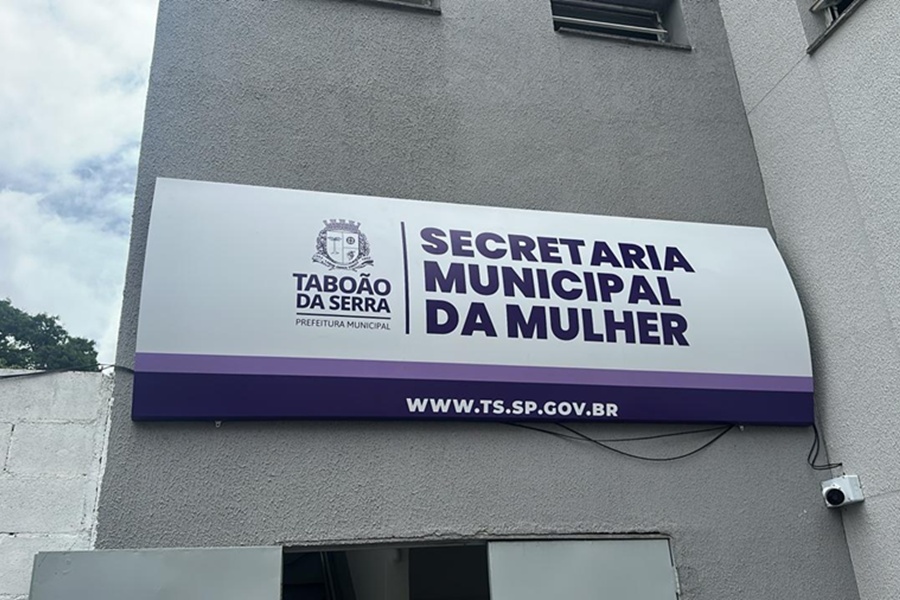 TABOÃO
DA SERRA
PREFEITURA MUNICIPAL
SECRETARIA
MUNICIPAL
DA MULHER
WWW.TS.SP.GOV.BR